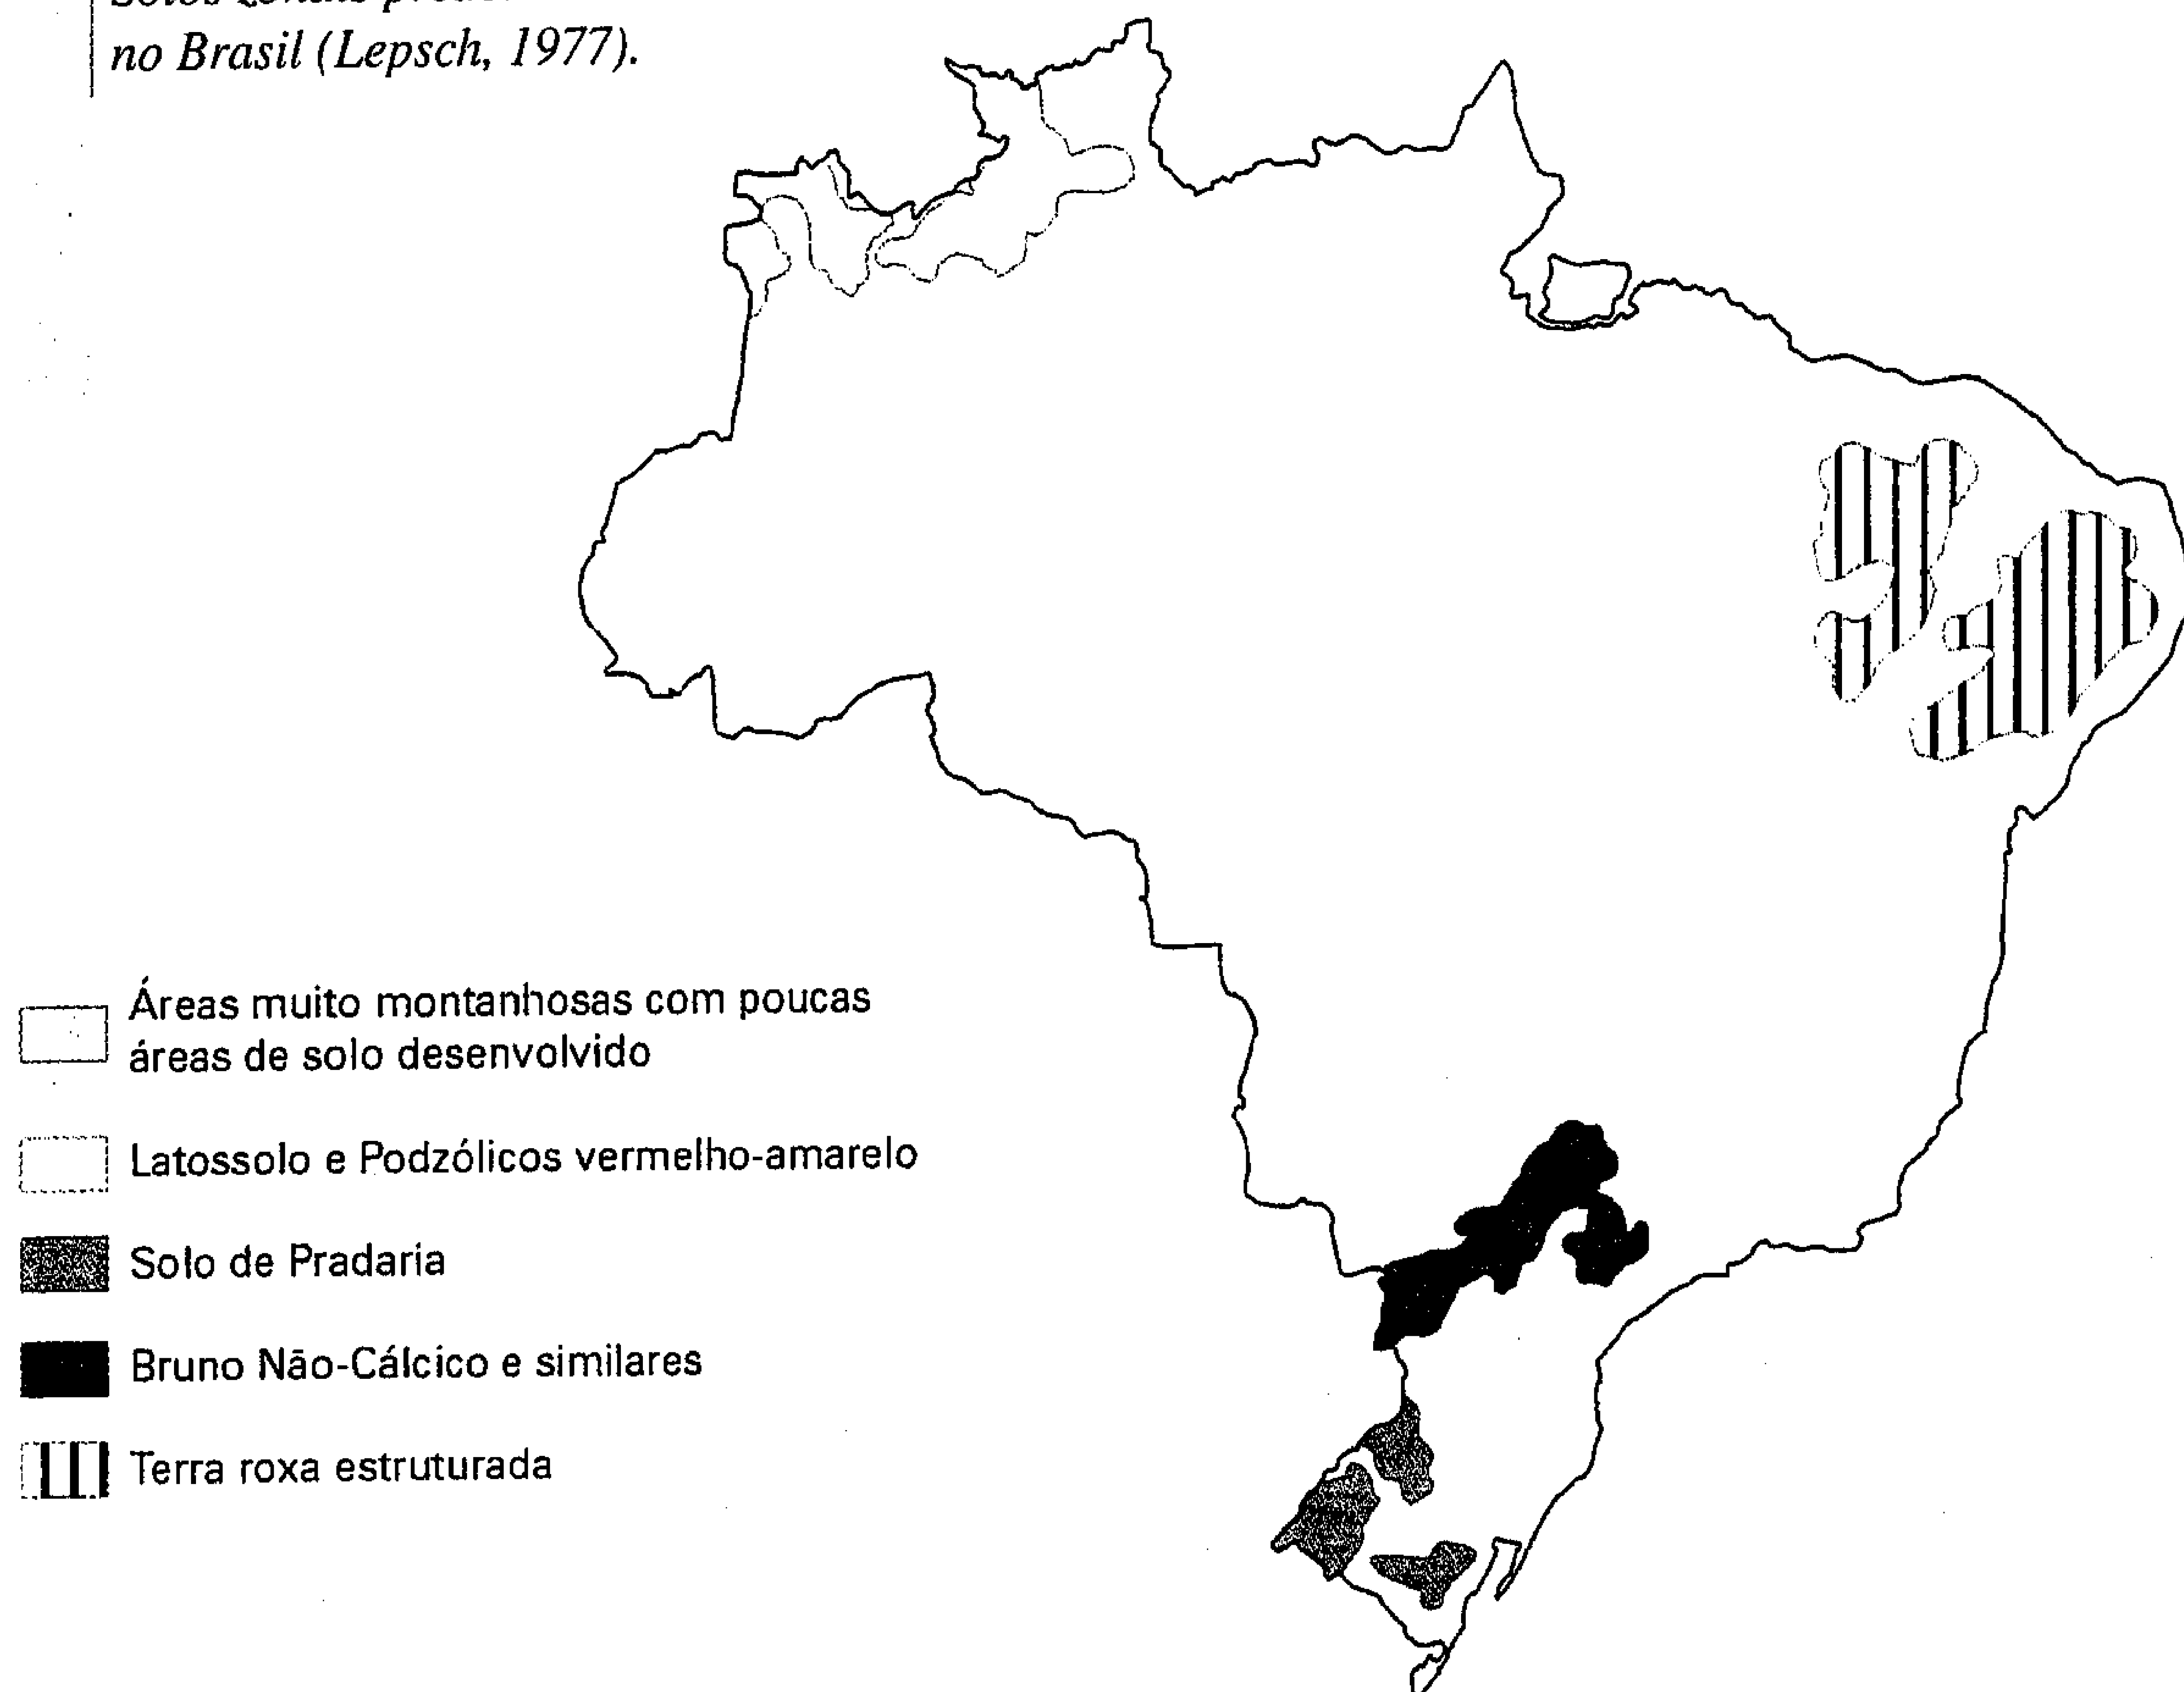 no Brasil (Lepsch, 1977).
Áreas muito montanhosas com poucas
áreas de solo desenvolvido
Latossolo e Podzólicos vermelho-amarelo
Solo de Pradaria
Bruno Não-Cálcico e similares
Terra roxa estruturada